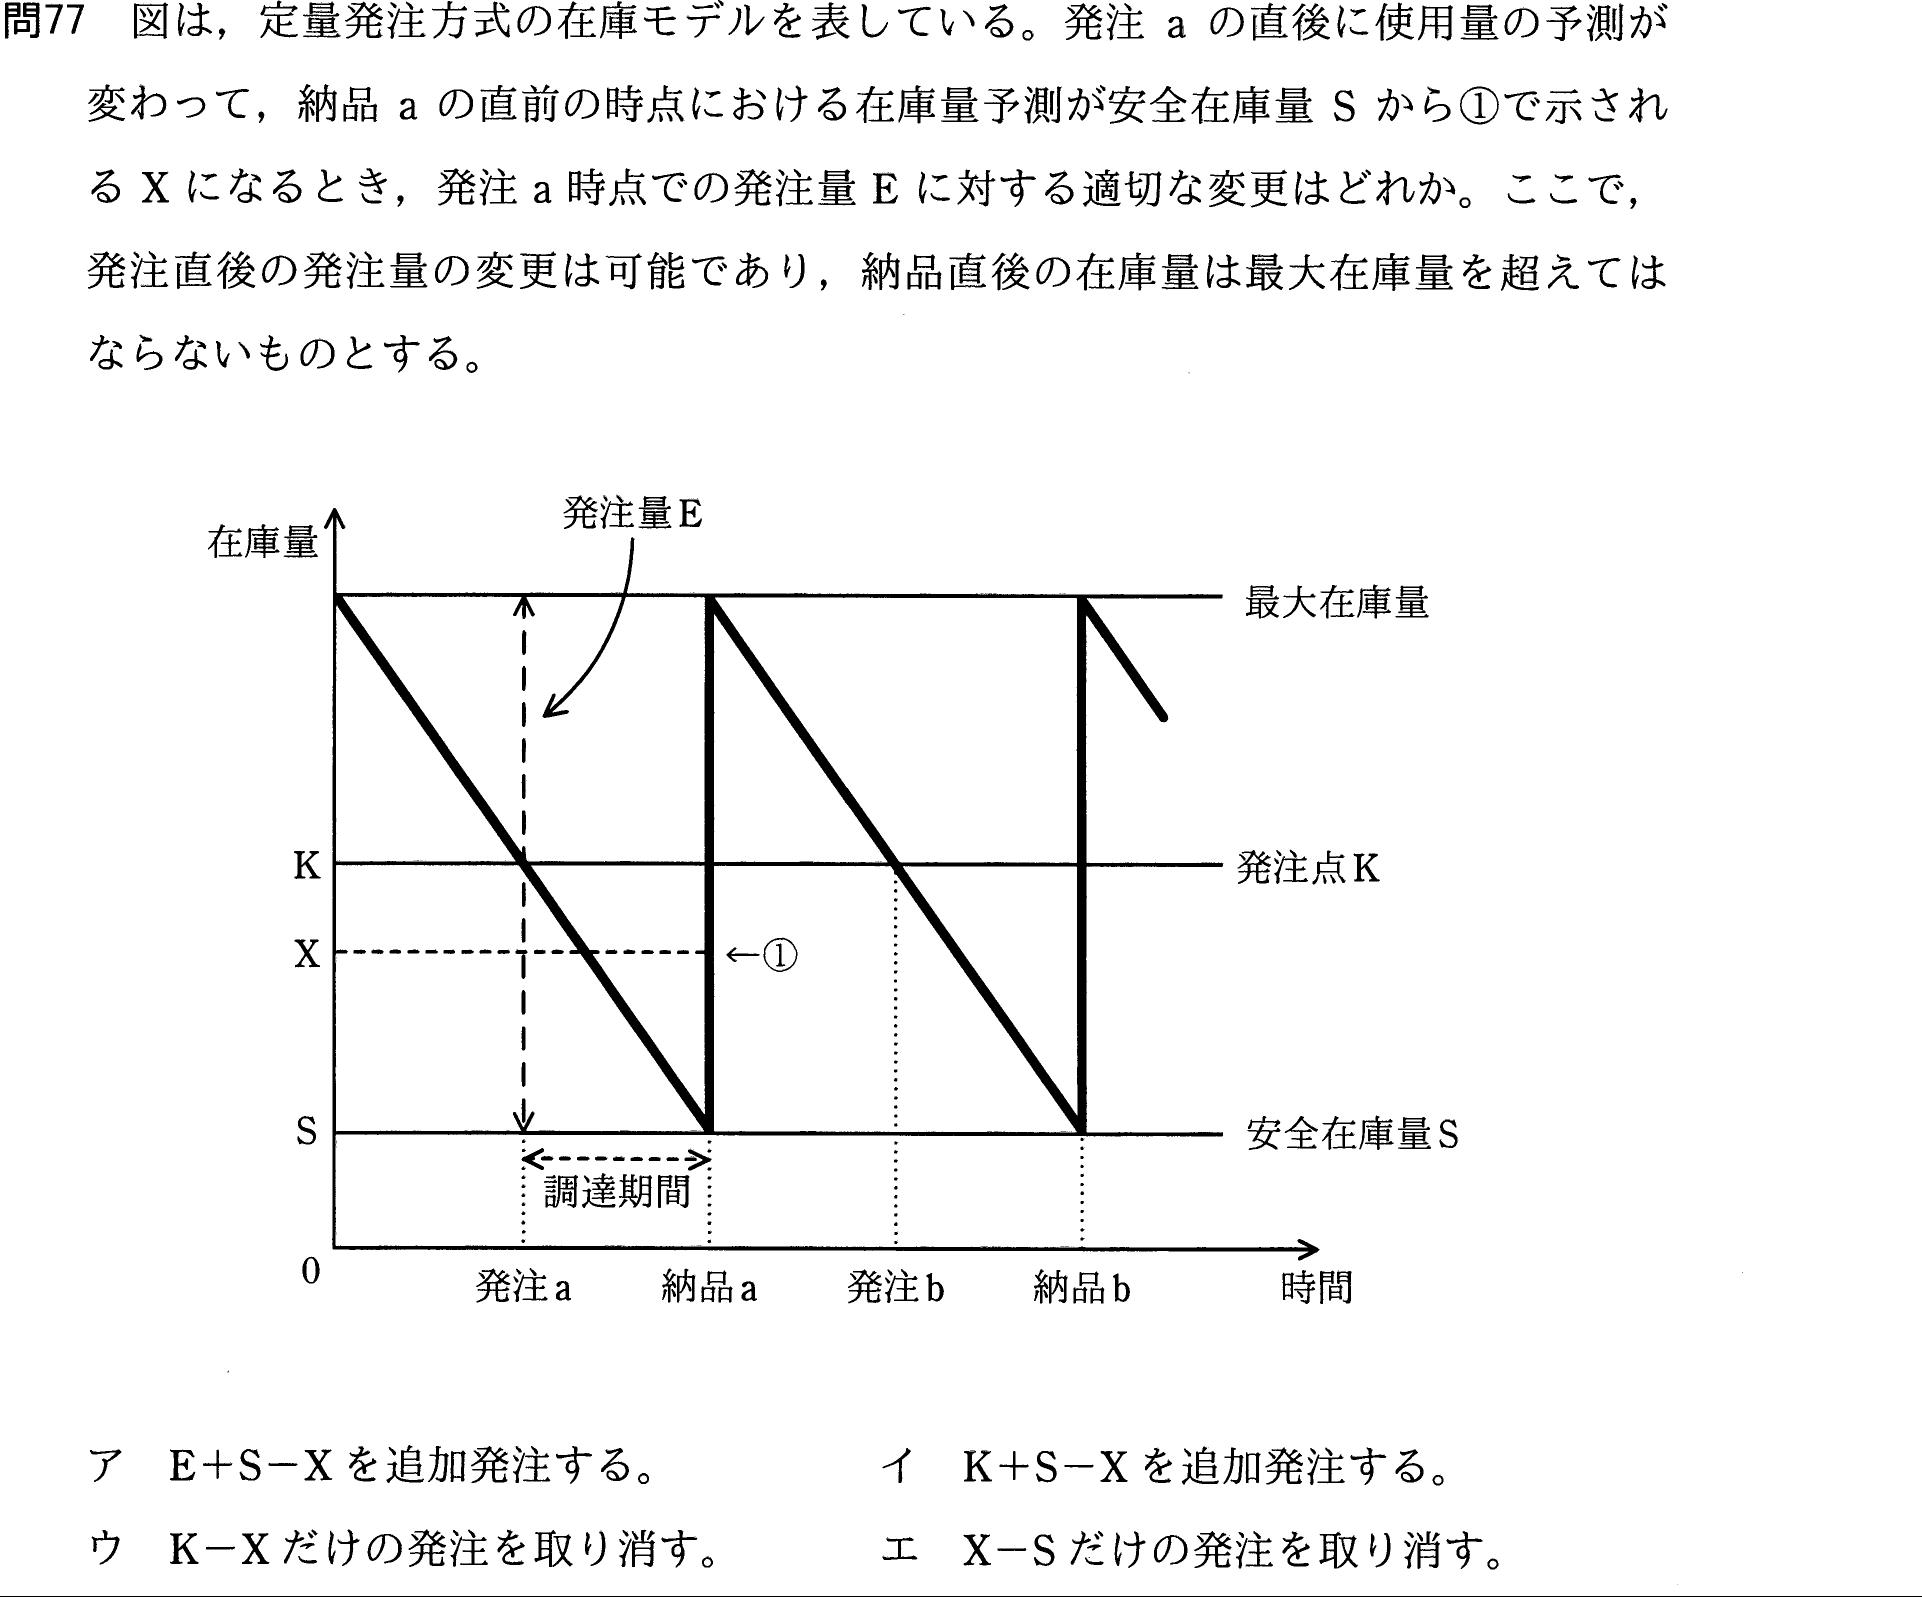 問77　図は，定量発注方式の在庫モデルを表している。発注 a の直後に使用量の予測が
変わって，納品 a の直前の時点における在庫量予測が安全在庫量 S から①で示され
る X になるとき，発注 a 時点での発注量 E に対する適切な変更はどれか。ここで，
発注直後の発注量の変更は可能であり，納品直後の在庫量は最大在庫量を超えては
ならないものとする。
発注量E
在庫量
最大在庫量
K
発注点K
X
←①
S
安全在庫量S
調達期間
0
発注a　納品a　発注b　納品b　時間
ア　E＋S－X を追加発注する。　イ　K＋S－X を追加発注する。
ウ　K－X だけの発注を取り消す。　エ　X－S だけの発注を取り消す。